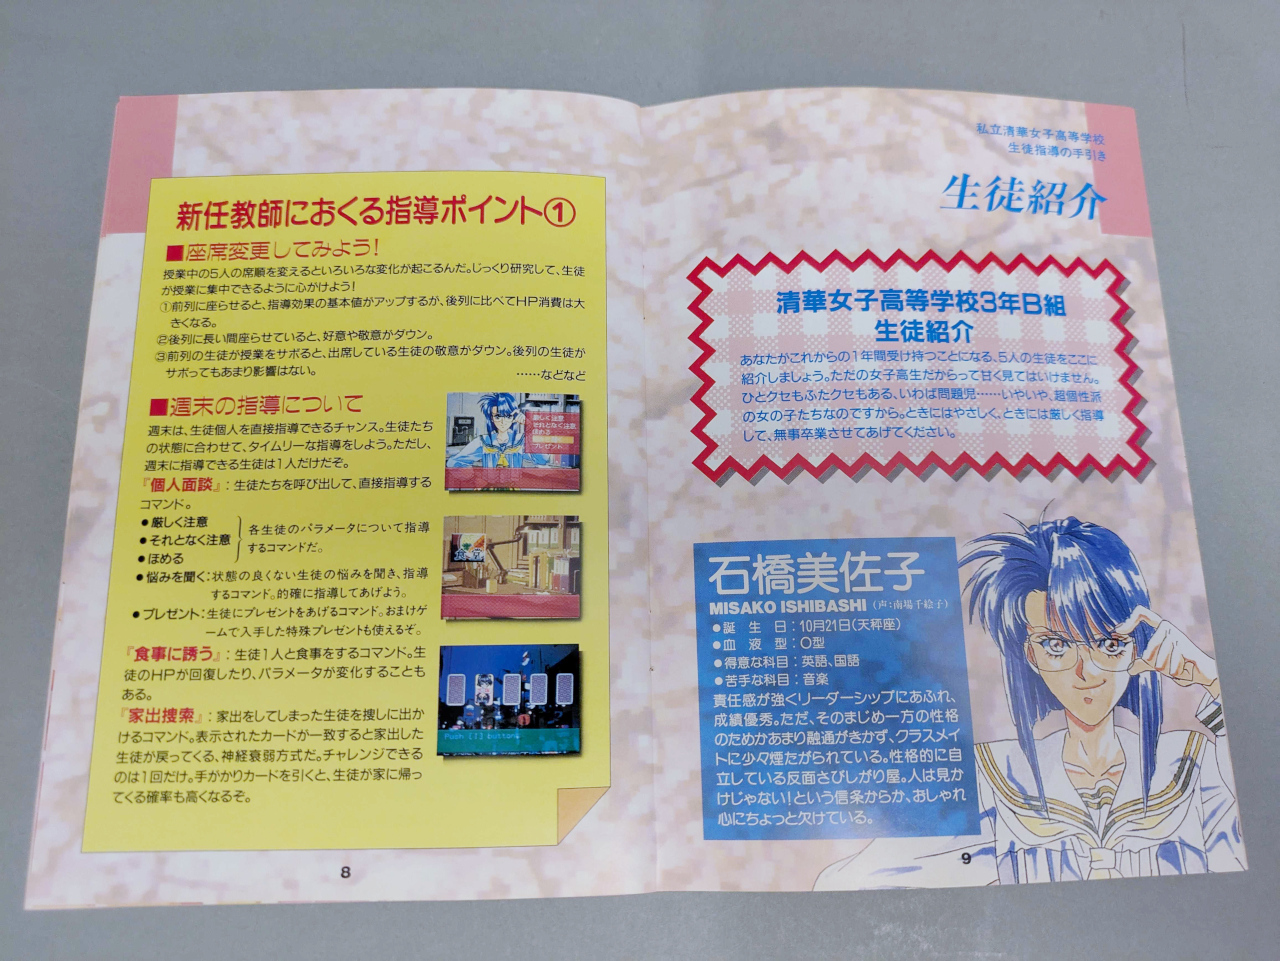 新任教師におくる指導ポイント①
■座席変更してみよう!
授業中の5人の席順を変えるといろいろな変化が起こるんだ。じっくり研究して、生徒
が授業に集中できるように心がけよう!
①前列に座らせると、指導効果の基本値がアップするが、後列に比べてHP消費は大
きくなる。
②後列に長い間座らせていると、好意や敬意がダウン。
③前列の生徒が授業をサボると、出席している生徒の敬意がダウン。後列の生徒が
サボってもあまり影響はない。
……などなど
■週末の指導について
週末は、生徒個人を直接指導できるチャンス。生徒たち
の状態に合わせて、タイムリーな指導をしよう。ただし、
週末に指導できる生徒は1人だけだぞ。
『個人面談』:生徒たちを呼び出して、直接指導する
コマンド。
●厳しく注意
●それとなく注意
●ほめる
各生徒のパラメータについて指導
するコマンドだ。
●悩みを聞く:状態の良くない生徒の悩みを聞き、指導
するコマンド。的確に指導してあげよう。
●プレゼント:生徒にプレゼントをあげるコマンド。おまけゲ
ームで入手した特殊プレゼントも使えるぞ。
『食事に誘う』:生徒1人と食事をするコマンド。生
徒のHPが回復したり、パラメータが変化することも
ある。
『家出捜索』:家出をしてしまった生徒を捜しに出か
けるコマンド。表示されたカードが一致すると家出した
生徒が戻ってくる、神経衰弱方式だ。チャレンジできる
のは1回だけ。手がかりカードを引くと、生徒が家に帰っ
てくる確率も高くなるぞ。
厳しく注意
それとなく注意
ほめる
プレゼント
Push [I] button
8
私立清華女子高等学校
生徒指導の手引き
生徒紹介
清華女子高等学校3年B組
生徒紹介
あなたがこれからの1年間受け持つことになる、5人の生徒をここに
紹介しましょう。ただの女子高生だからって甘く見てはいけません。
ひとクセもふたクセもある、いわば問題児……いやいや、超個性派
の女の子たちなのですから。ときにはやさしく、ときには厳しく指導
して、無事卒業させてあげてください。
石橋美佐子
MISAKO ISHIBASHI(声:南場千絵子)
●誕生日:10月21日(天秤座)
●血液型:O型
●得意な科目:英語、国語
●苦手な科目:音楽
責任感が強くリーダーシップにあふれ、
成績優秀。ただ、そのまじめ一方の性格
のためかあまり融通がきかず、クラスメイ
トに少々煙たがられている。性格的に自
立している反面さびしがり屋。人は見か
けじゃない!という信条からか、おしゃれ
心にちょっと欠けている。
9